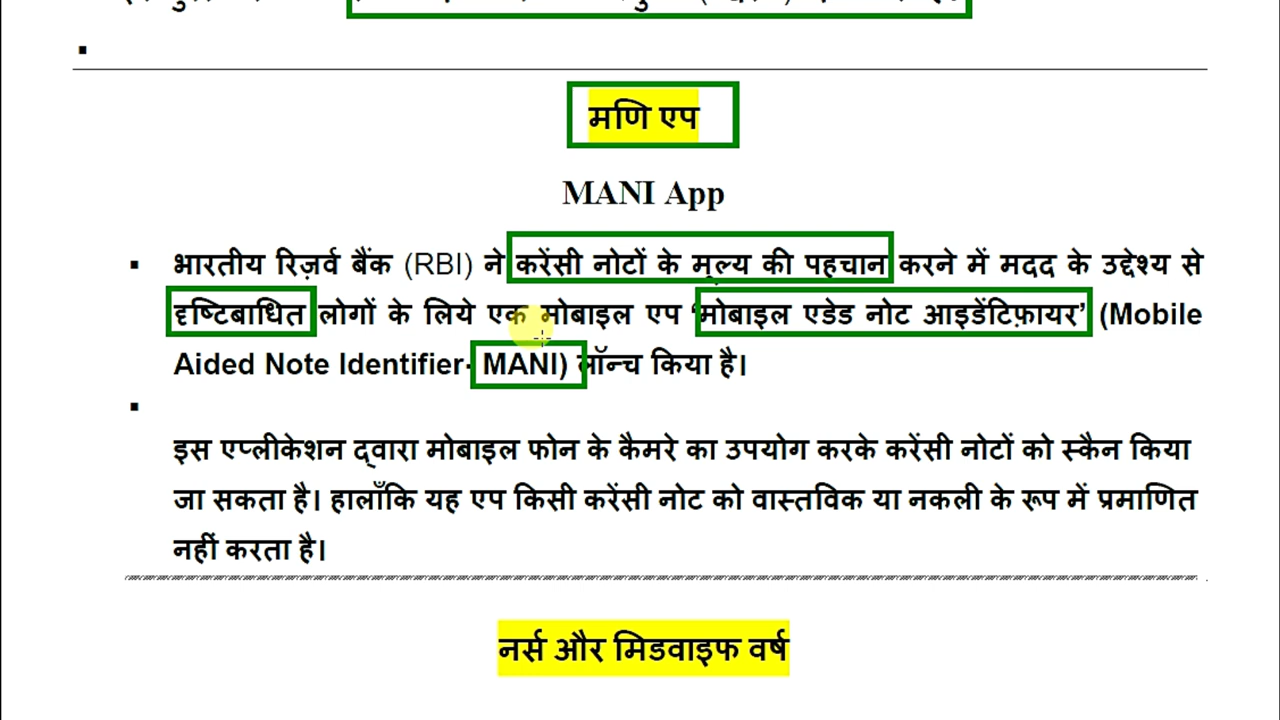 मणि एप
MANI App
▪ भारतीय रिज़र्व बैंक (RBI) ने करेंसी नोटों के मूल्य की पहचान करने में मदद के उद्देश्य से
दृष्टिबाधित लोगों के लिये एक मोबाइल एप ‘मोबाइल एडेड नोट आइडेंटिफ़ायर’ (Mobile
Aided Note Identifier- MANI) लॉन्च किया है।
इस एप्लीकेशन द्वारा मोबाइल फोन के कैमरे का उपयोग करके करेंसी नोटों को स्कैन किया
जा सकता है। हालाँकि यह एप किसी करेंसी नोट को वास्तविक या नकली के रूप में प्रमाणित
नहीं करता है।
नर्स और मिडवाइफ वर्ष